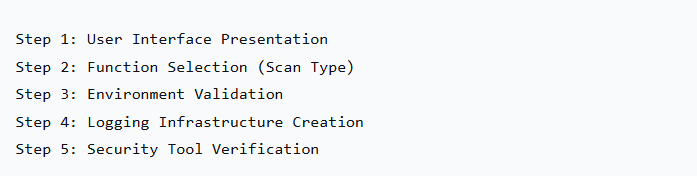 Step 1: User Interface Presentation
Step 2: Function Selection (Scan Type)
Step 3: Environment Validation
Step 4: Logging Infrastructure Creation
Step 5: Security Tool Verification